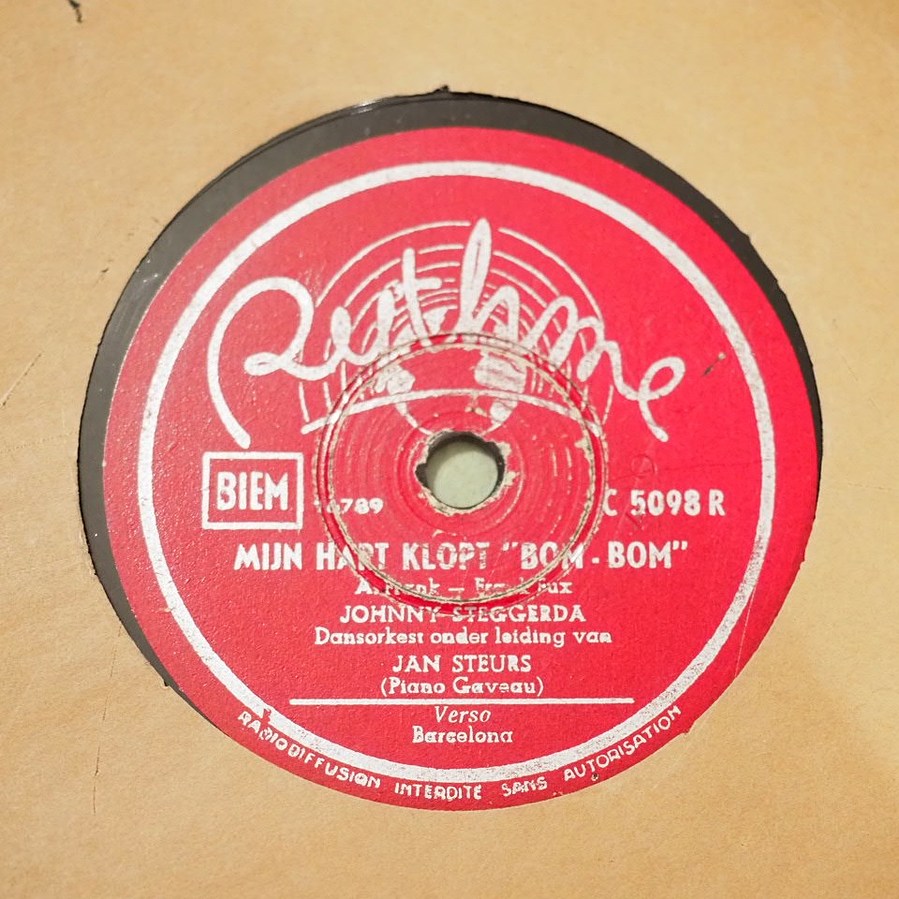 Rythme
BIEM
6789
C 5098 R
MIJN HART KLOPT "BOM-BOM"
JOHNNY STEGGERDA
Dansorkest onder leiding van
JAN STEURS
(Piano Gaveau)
Verso
Barcelona
RADIODIFFUSION INTERDITE SANS AUTORISATION